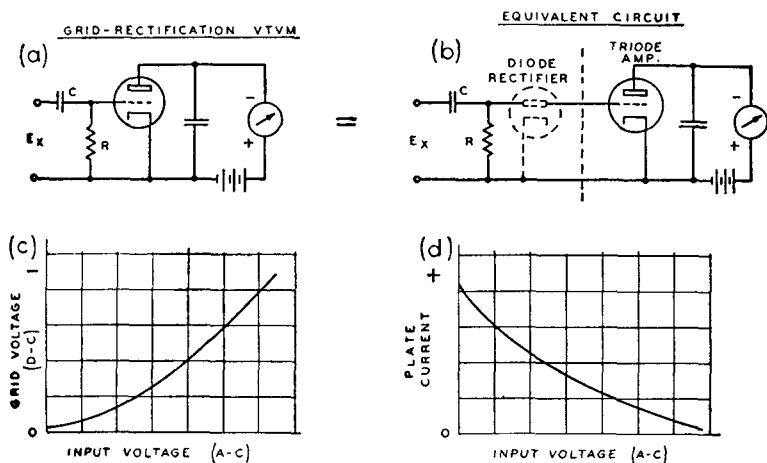 GRID-RECTIFICATION VTVM
(a)
C
R
Ex
-
+
=
EQUIVALENT CIRCUIT
(b)
DIODE
RECTIFIER
TRIODE
AMP.
C
R
Ex
-
+
(c)
-
GRID VOLTAGE
(D-C)
0
INPUT VOLTAGE (A-C)
(d)
+
PLATE
CURRENT
0
INPUT VOLTAGE (A-C)